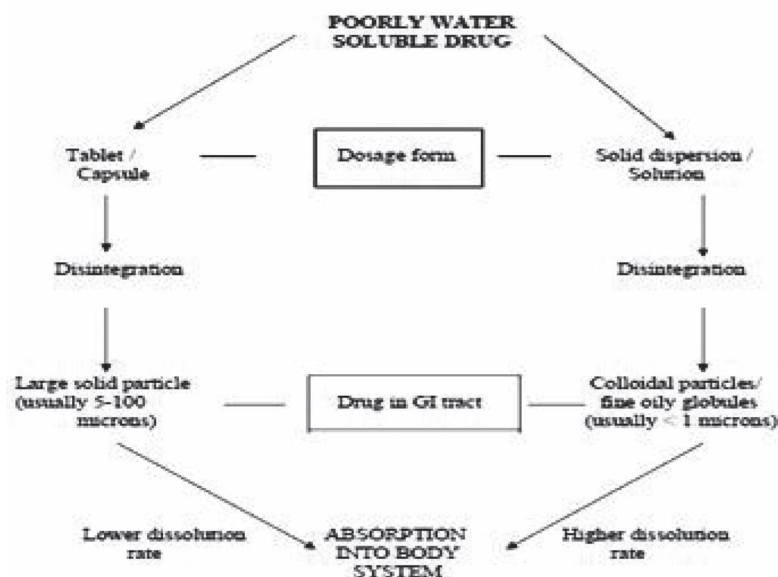 POORLY WATER
SOLUBLE DRUG
Tablet /
Capsule
Dosage form
Solid dispersion /
Solution
Disintegration
Disintegration
Large solid particle
(usually 5-100
microns)
Drug in GI tract
Colloidal particles/
fine oily globules
(usually < 1 microns)
Lower dissolution
rate
ABSORPTION
INTO BODY
SYSTEM
Higher dissolution
rate